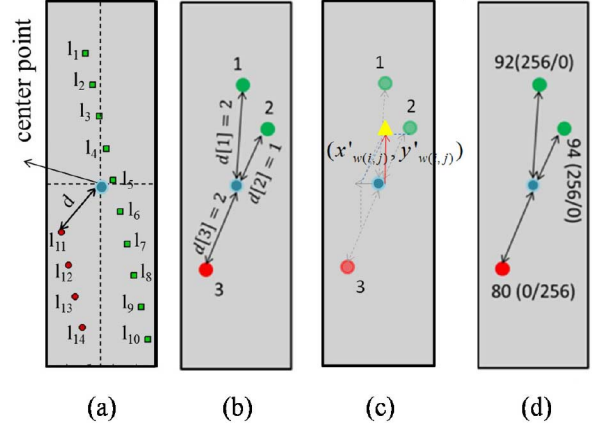 center point
l1
l2
l3
l4
l5
l6
l7
l8
l9
l10
d
l11
l12
l13
l14
(a)
1
2
d[1] = 2
d[2] = 1
d[3] = 2
3
(b)
1
2
(x'w(i,j), y'w(i,j))
3
(c)
92(256/0)
94 (256/0)
80 (0/256)
(d)